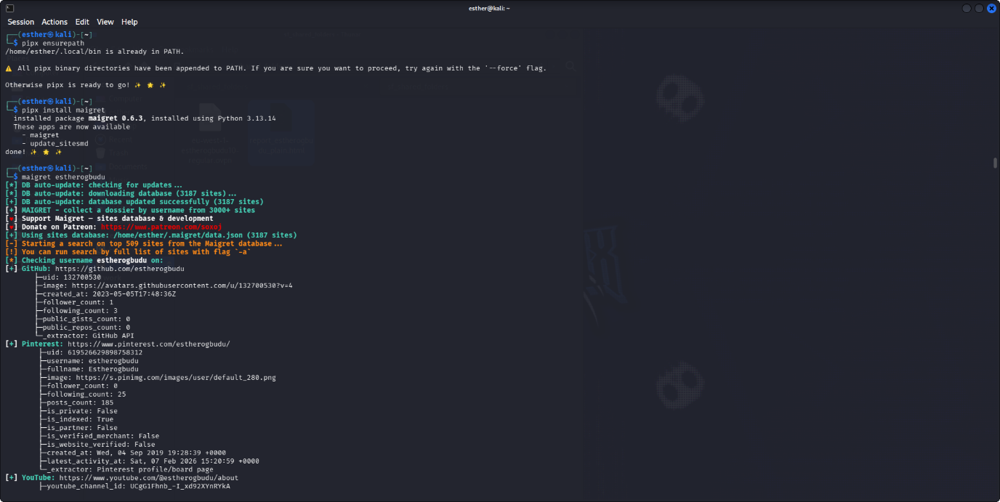 esther@kali: ~
Session Actions Edit View Help
┌──(esther㉿kali)-[~]
└─$ pipx ensurepath
/home/esther/.local/bin is already in PATH.
⚠️ All pipx binary directories have been appended to PATH. If you are sure you want to proceed, try again with the `--force` flag.
Otherwise pipx is ready to go! ✨ 🌟 ✨
┌──(esther㉿kali)-[~]
└─$ pipx install maigret
installed package maigret 0.6.3, installed using Python 3.13.14
These apps are now available
- maigret
- update_sitesmd
done! ✨ 🌟 ✨
┌──(esther㉿kali)-[~]
└─$ maigret estherogbudu
[*] DB auto-update: checking for updates...
[*] DB auto-update: downloading database (3187 sites)...
[+] DB auto-update: database updated successfully (3187 sites)
[+] MAIGRET - collect a dossier by username from 3000+ sites
[♥] Support Maigret — sites database & development
[♥] Donate on Patreon: https://www.patreon.com/soxoj
[+] Using sites database: /home/esther/.maigret/data.json (3187 sites)
[-] Starting a search on top 509 sites from the Maigret database...
[!] You can run search by full list of sites with flag `-a`
[*] Checking username estherogbudu on:
[+] GitHub: https://github.com/estherogbudu
├─uid: 132700530
├─image: https://avatars.githubusercontent.com/u/132700530?v=4
├─created_at: 2023-05-05T17:48:36Z
├─follower_count: 1
├─following_count: 3
├─public_gists_count: 0
├─public_repos_count: 0
└─_extractor: GitHub API
[+] Pinterest: https://www.pinterest.com/estherogbudu/
├─uid: 619526629898758312
├─username: estherogbudu
├─fullname: Estherogbudu
├─image: https://s.pinimg.com/images/user/default_280.png
├─follower_count: 0
├─following_count: 25
├─posts_count: 185
├─is_private: False
├─is_indexed: True
├─is_partner: False
├─is_verified_merchant: False
├─is_website_verified: False
├─created_at: Wed, 04 Sep 2019 19:28:39 +0000
├─latest_activity_at: Sat, 07 Feb 2026 15:20:59 +0000
└─_extractor: Pinterest profile/board page
[+] YouTube: https://www.youtube.com/@estherogbudu/about
├─youtube_channel_id: UCgG1Fhnb_-I_xd92XYnRYkA